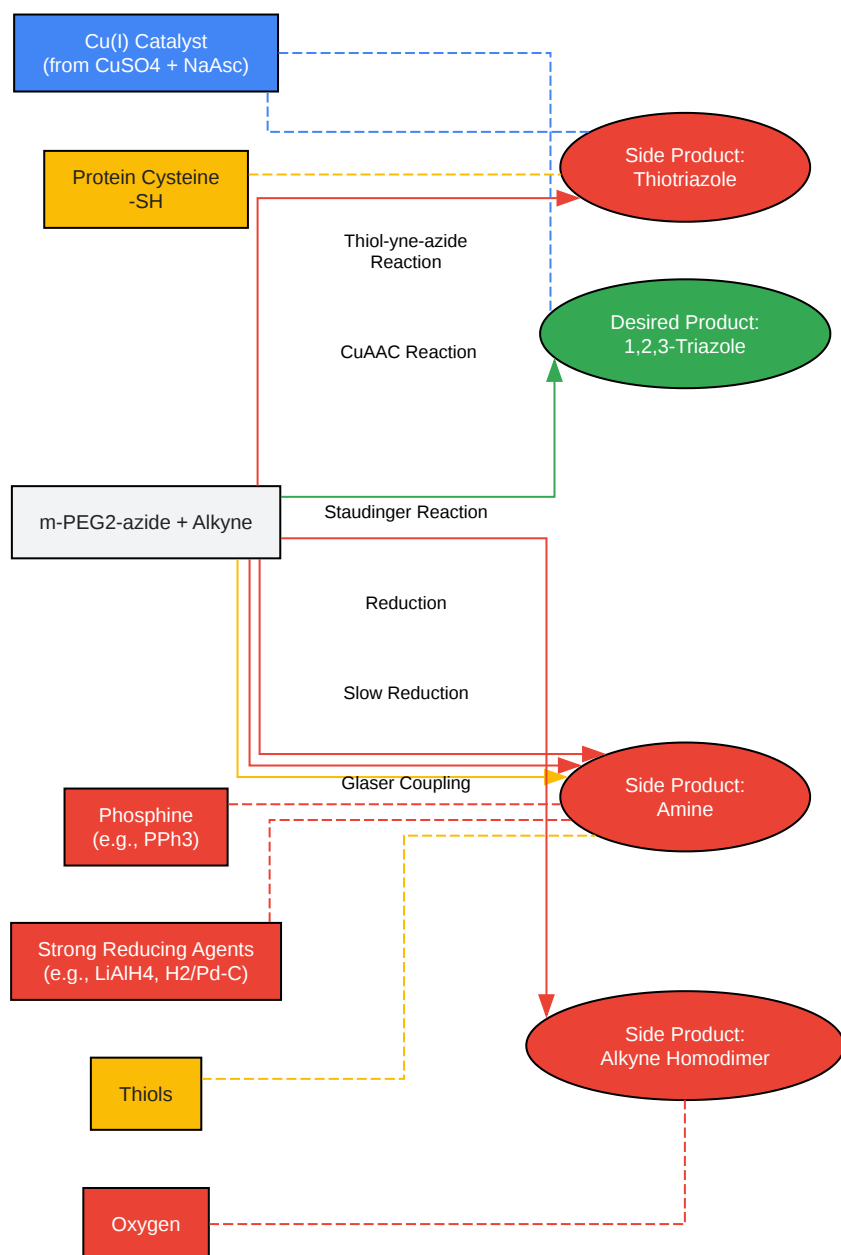 Cu(I) Catalyst
(from CuSO4 + NaAsc)
Side Product:
Thiotriazole
Protein Cysteine
-SH
Thiol-yne-azide
Reaction
Desired Product:
1,2,3-Triazole
CuAAC Reaction
m-PEG2-azide + Alkyne
Staudinger Reaction
Reduction
Slow Reduction
Glaser Coupling
Side Product:
Amine
Phosphine
(e.g., PPh3)
Strong Reducing Agents
(e.g., LiAlH4, H2/Pd-C)
Side Product:
Alkyne Homodimer
Thiols
Oxygen